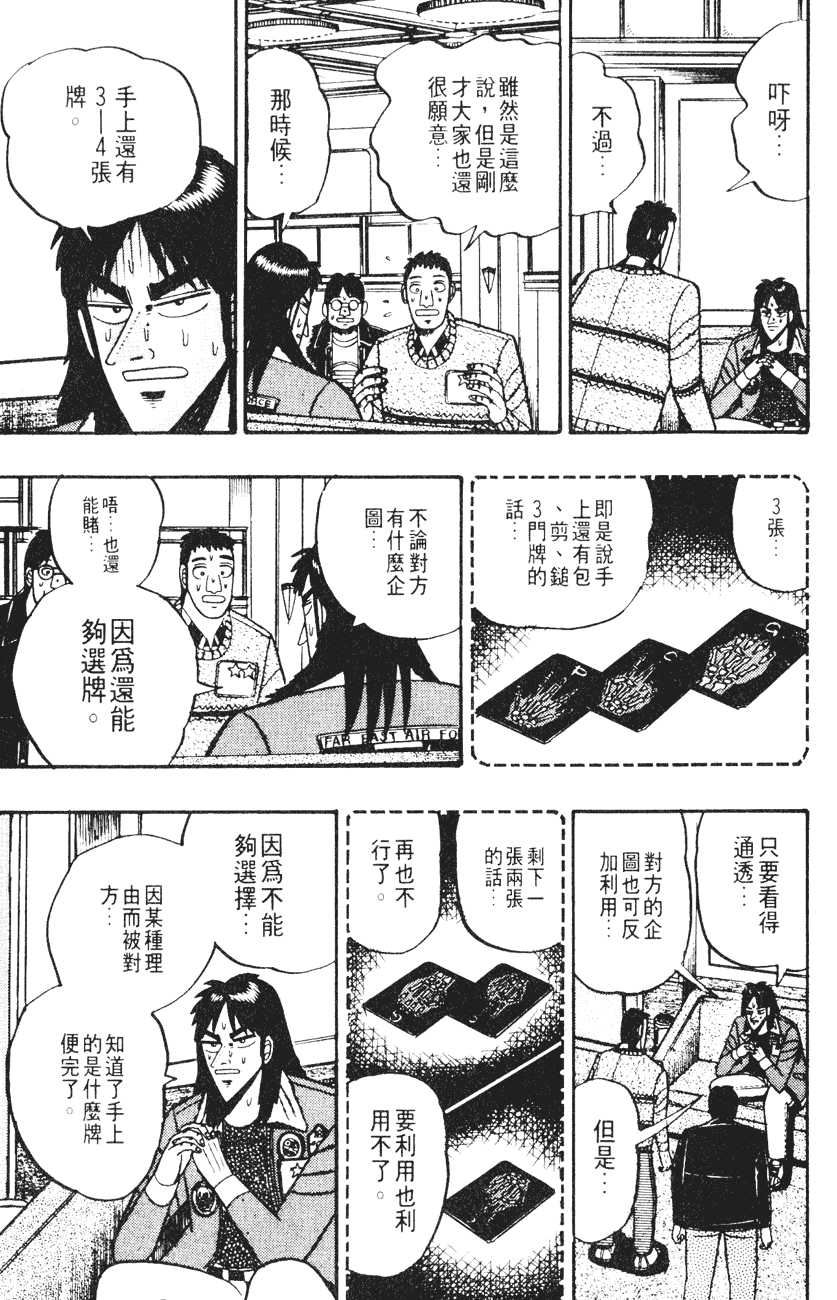 吓呀…
不過…
雖然是這麼
說，但是剛
才大家也還
很願意…
那時候…
手上還有
3—4張
牌。
3張…
即是說手
上還有包
、剪、鎚
3門牌的
話…
G
C
P
不論對方
有什麼企
圖…
唔…也還
能賭…
因爲還能
夠選牌。
FAR EAST AIR FO
只要看得
通透…
對方的企
圖也可反
加利用…
但是…
剩下一
張兩張
的話…
再也不
行了。
要利用也利
用不了。
因爲不能
夠選擇…
因某種理
由而被對
方…
知道了手上
的是什麼牌
便完了。